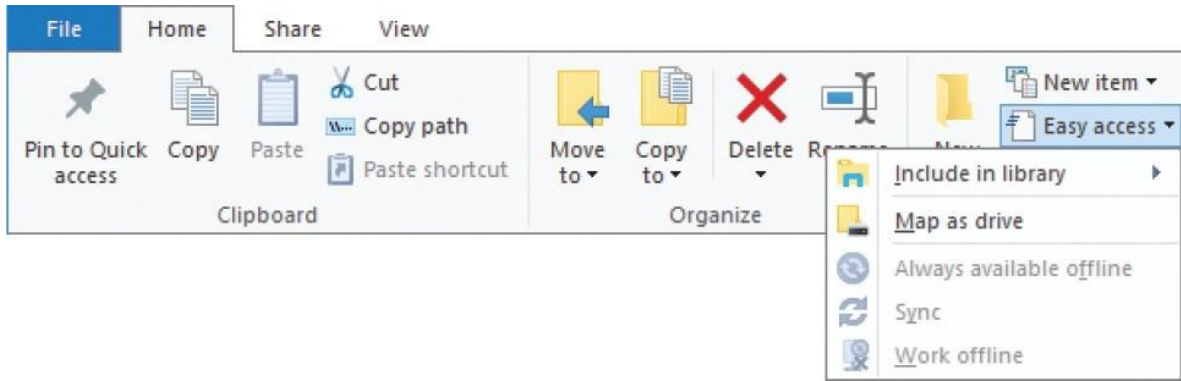 File Home Share View
Pin to Quick access
Copy
Paste
Cut
Copy path
Paste shortcut
Clipboard
Move to
Copy to
Delete
Organize
New item
Easy access
Include in library
Map as drive
Always available offline
Sync
Work offline